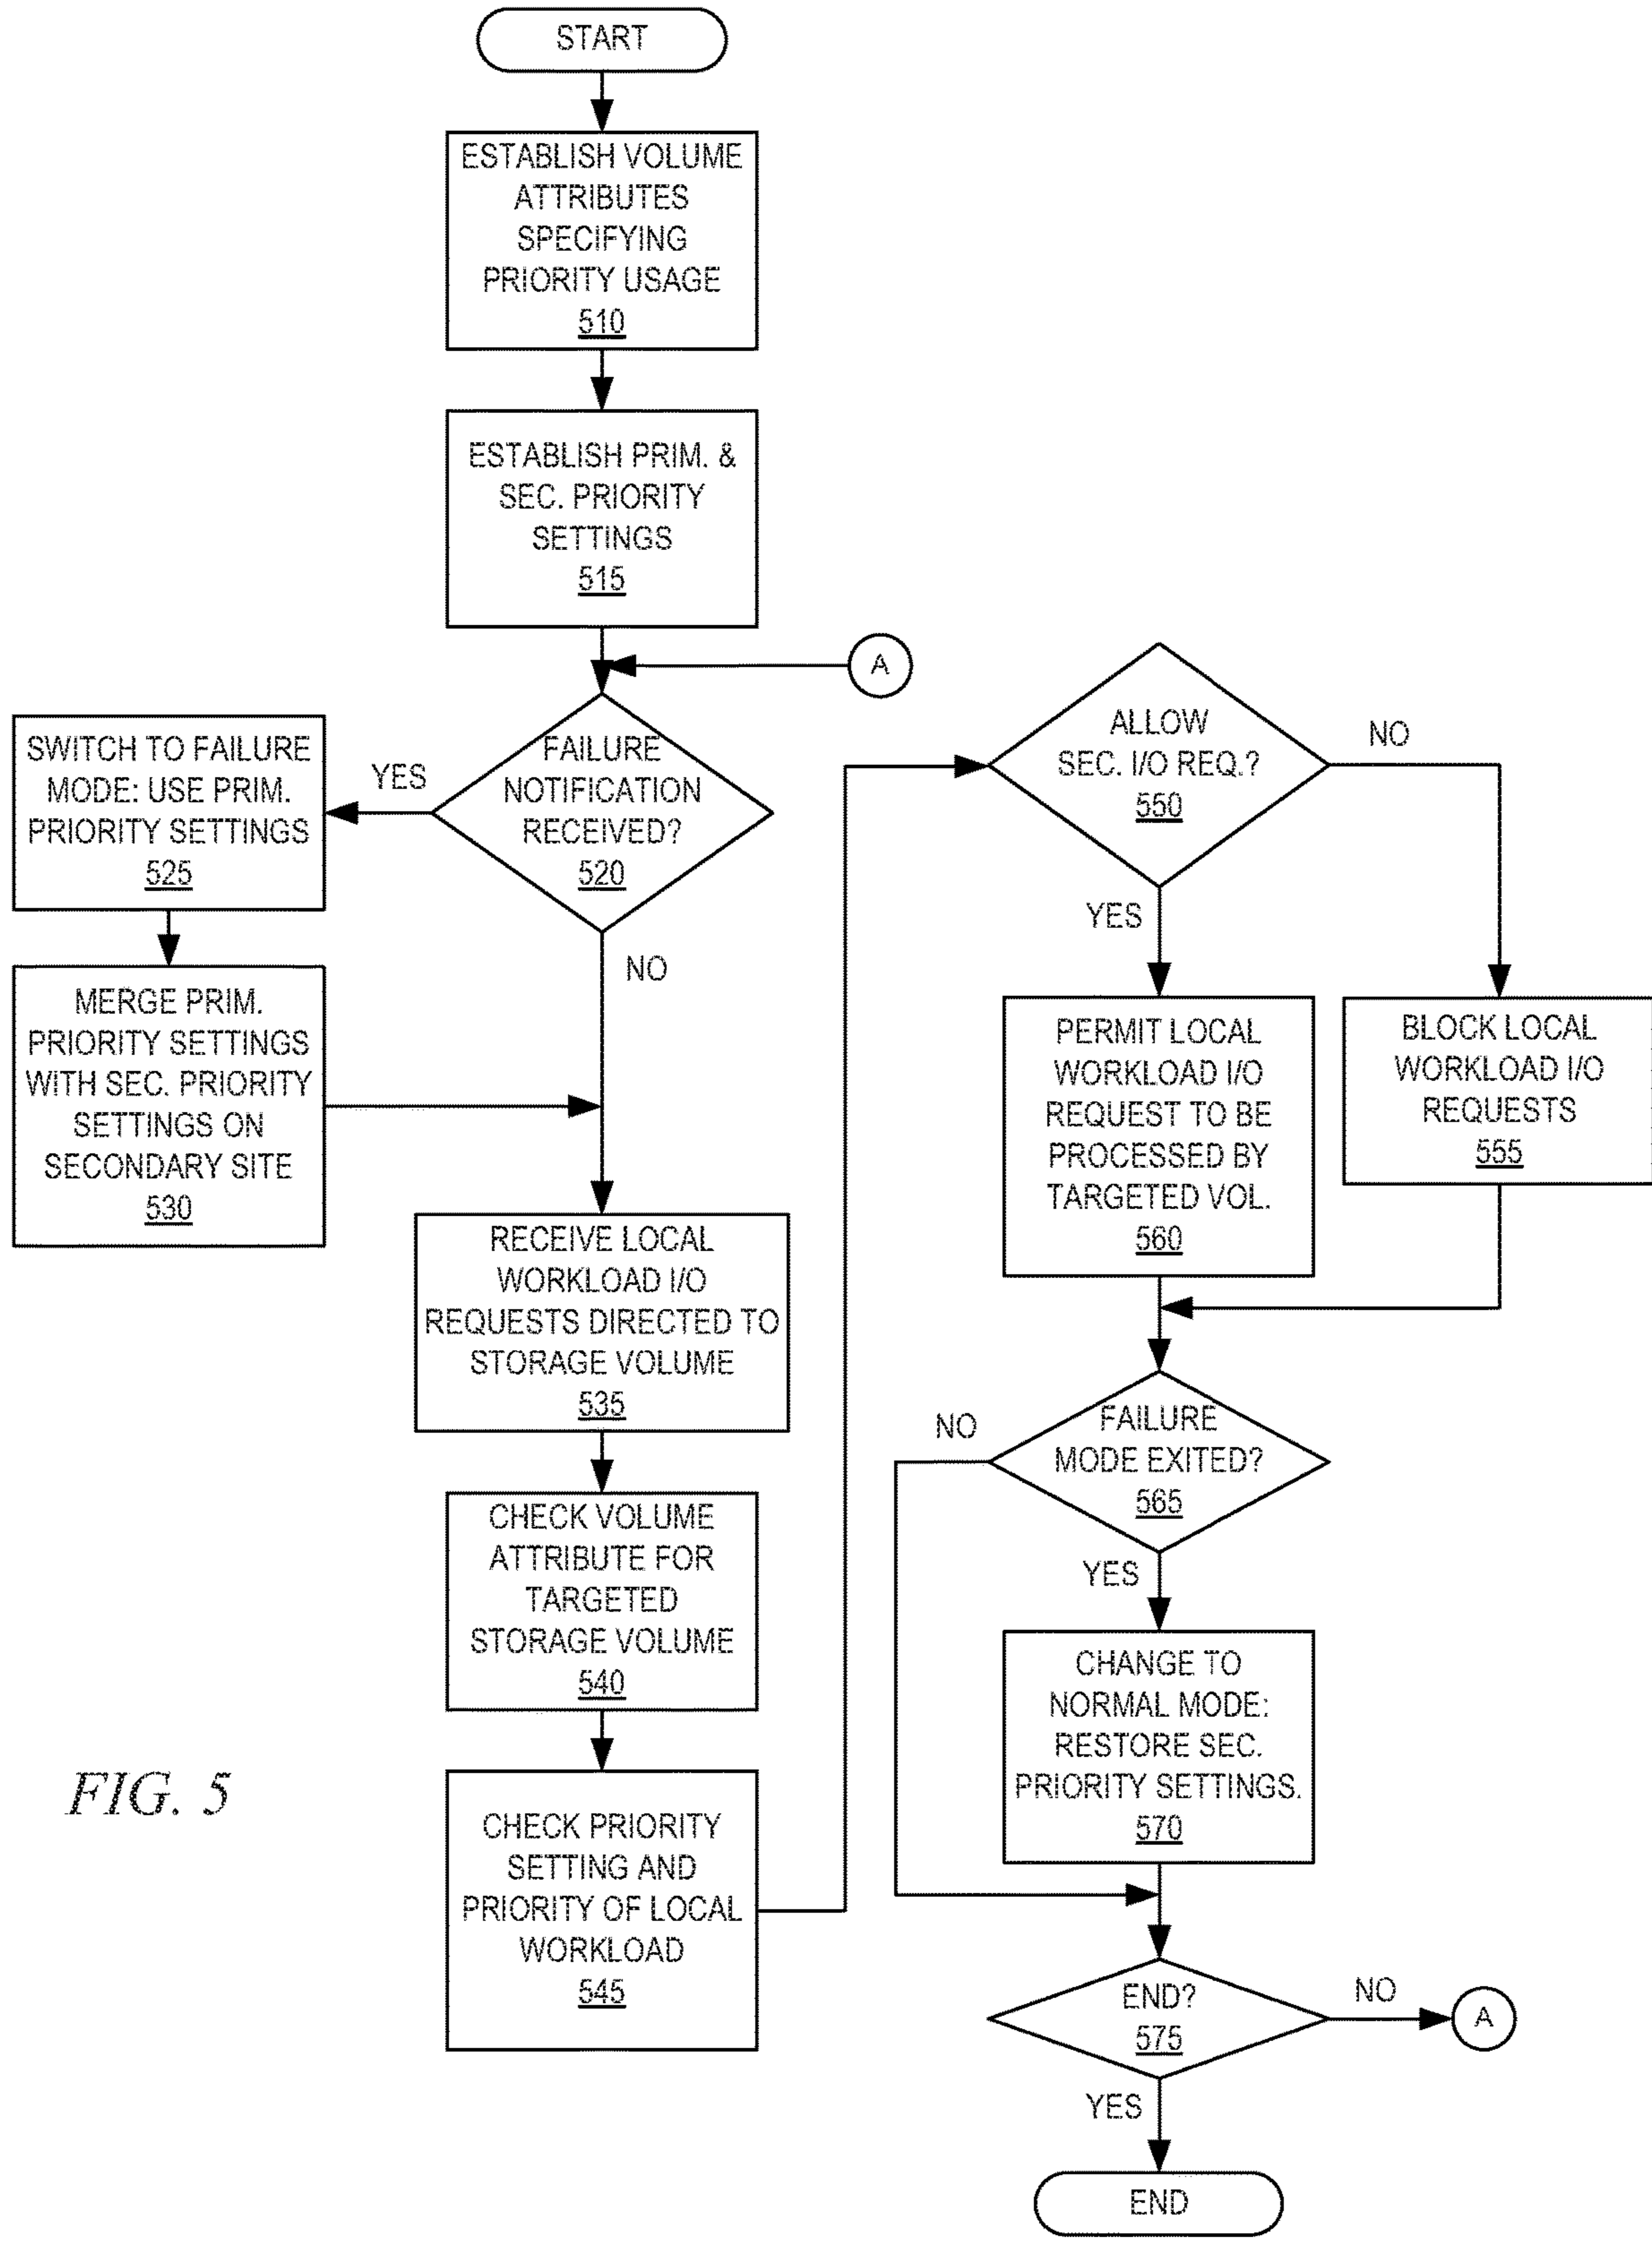 START
ESTABLISH VOLUME
ATTRIBUTES
SPECIFYING
PRIORITY USAGE
510
ESTABLISH PRIM. &
SEC. PRIORITY
SETTINGS
515
A
FAILURE
NOTIFICATION
RECEIVED?
520
YES
NO
SWITCH TO FAILURE
MODE: USE PRIM.
PRIORITY SETTINGS
525
MERGE PRIM.
PRIORITY SETTINGS
WITH SEC. PRIORITY
SETTINGS ON
SECONDARY SITE
530
RECEIVE LOCAL
WORKLOAD I/O
REQUESTS DIRECTED TO
STORAGE VOLUME
535
CHECK VOLUME
ATTRIBUTE FOR
TARGETED
STORAGE VOLUME
540
CHECK PRIORITY
SETTING AND
PRIORITY OF LOCAL
WORKLOAD
545
ALLOW
SEC. I/O REQ.?
550
NO
YES
PERMIT LOCAL
WORKLOAD I/O
REQUEST TO BE
PROCESSED BY
TARGETED VOL.
560
BLOCK LOCAL
WORKLOAD I/O
REQUESTS
555
FAILURE
MODE EXITED?
565
NO
YES
CHANGE TO
NORMAL MODE:
RESTORE SEC.
PRIORITY SETTINGS.
570
END?
575
NO
A
YES
END
FIG. 5